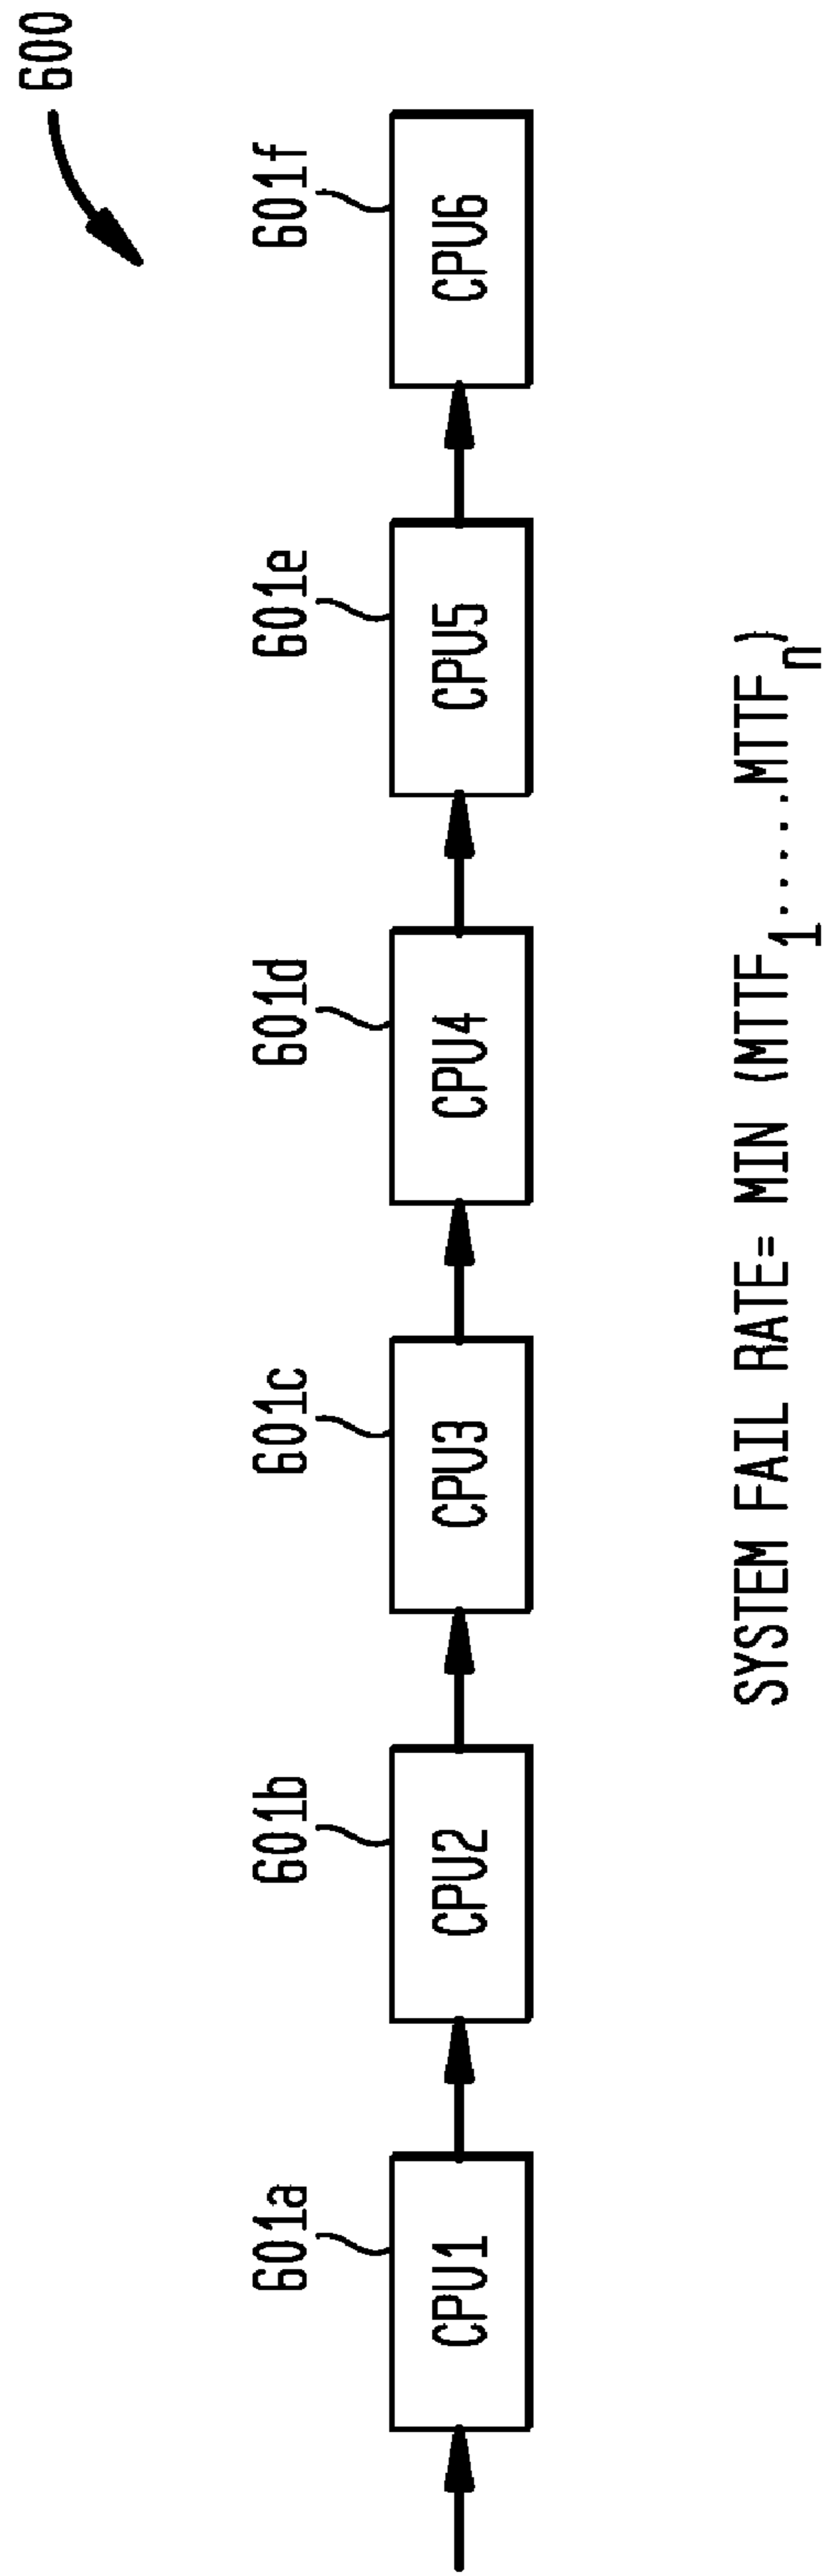 600
601a
601b
601c
601d
601e
601f
CPU1
CPU2
CPU3
CPU4
CPU5
CPU6
SYSTEM FAIL RATE= MIN (MTTF1......MTTFn)